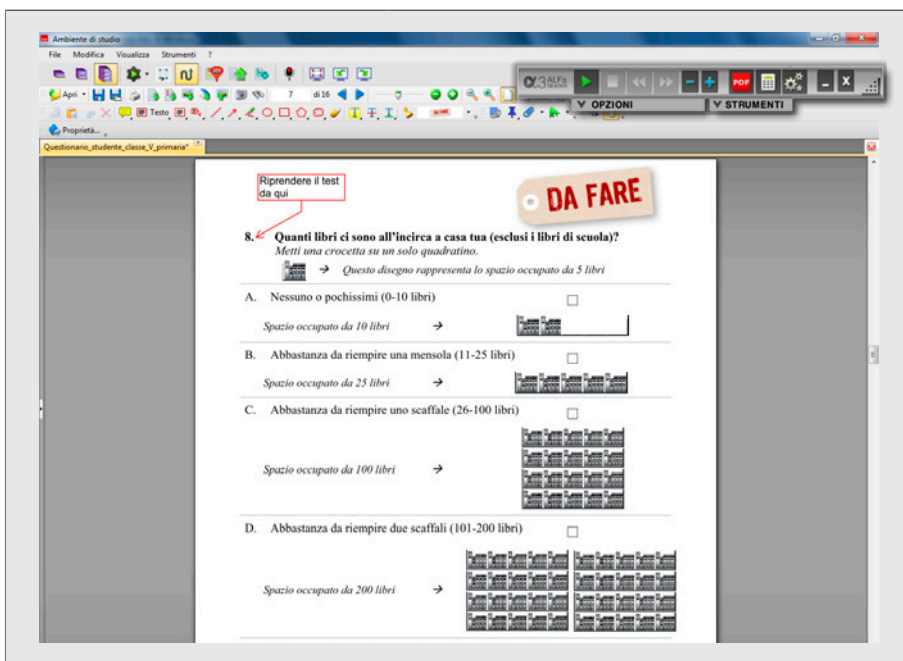 Ambiente di studio
File Modifica Visualizza Strumenti ?
Apri
7 di 16
α3 ALFa READER
PDF
X
V OPZIONI
V STRUMENTI
Testo
Proprietà...
Questionario_studente_classe_V_primaria*
Riprendere il test
da qui
DA FARE
8. Quanti libri ci sono all'incirca a casa tua (esclusi i libri di scuola)?
Metti una crocetta su un solo quadratino.
→ Questo disegno rappresenta lo spazio occupato da 5 libri
A. Nessuno o pochissimi (0-10 libri)
Spazio occupato da 10 libri →
B. Abbastanza da riempire una mensola (11-25 libri)
Spazio occupato da 25 libri →
C. Abbastanza da riempire uno scaffale (26-100 libri)
Spazio occupato da 100 libri →
D. Abbastanza da riempire due scaffali (101-200 libri)
Spazio occupato da 200 libri →